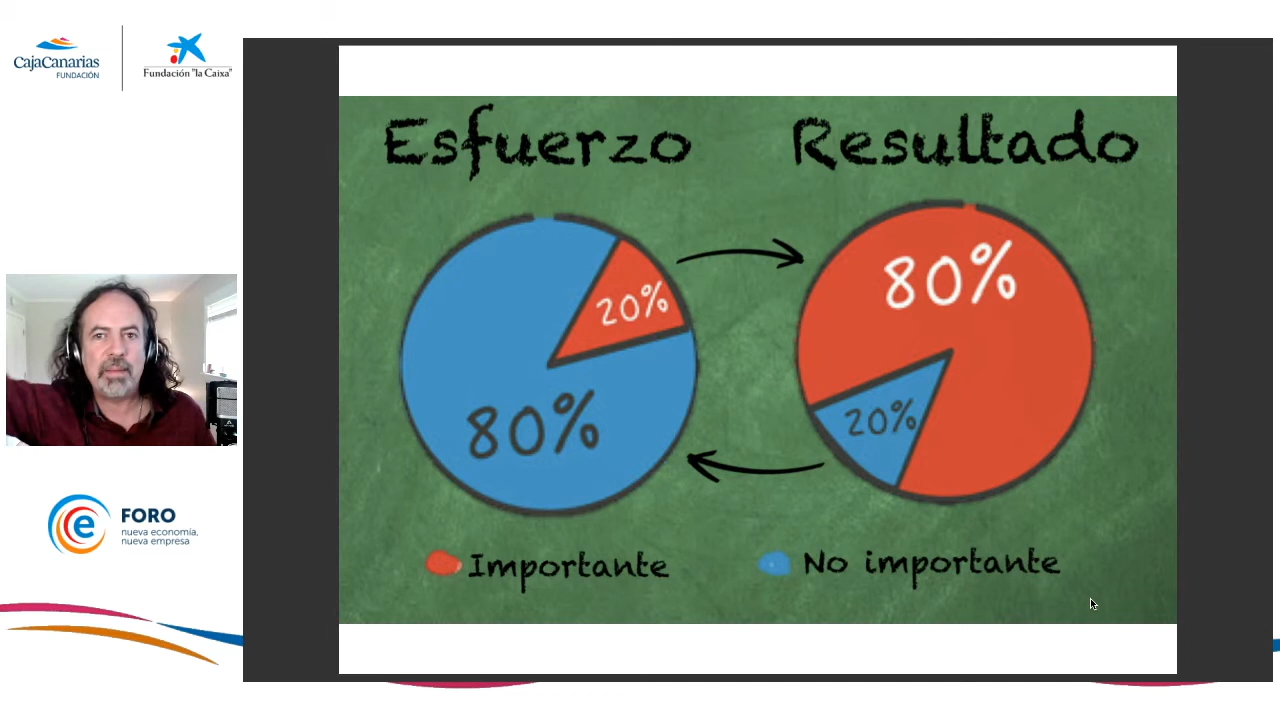 CajaCanarias
FUNDACIÓN
Fundación "la Caixa"
Esfuerzo
Resultado
20%
80%
80%
20%
Importante
No importante
e
FORO
nueva economía,
nueva empresa